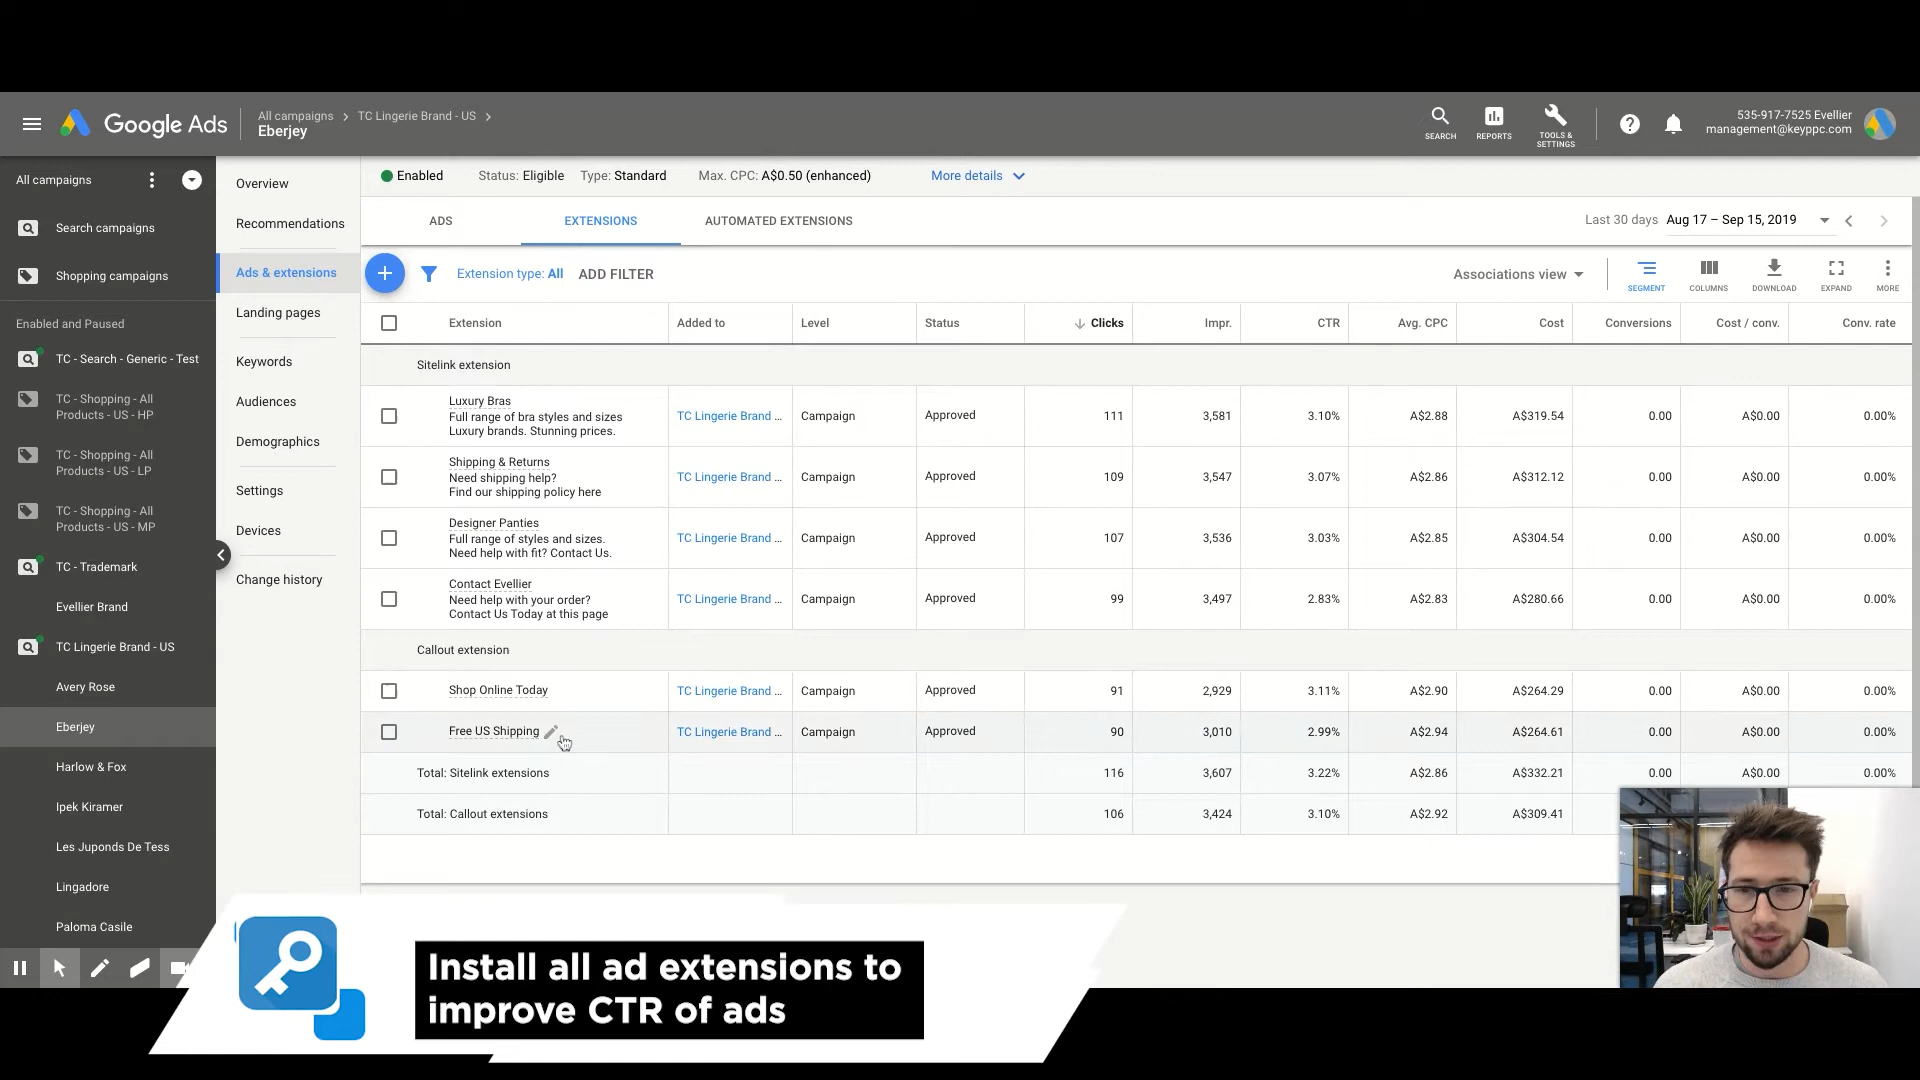 Google Ads
All campaigns > TC Lingerie Brand - US >
Eberjey
SEARCH
REPORTS
TOOLS &
SETTINGS
535-917-7525 Evellier
management@keyppc.com
All campaigns
Search campaigns
Shopping campaigns
Enabled and Paused
TC - Search - Generic - Test
TC - Shopping - All
Products - US - HP
TC - Shopping - All
Products - US - LP
TC - Shopping - All
Products - US - MP
TC - Trademark
Evellier Brand
TC Lingerie Brand - US
Avery Rose
Eberjey
Harlow & Fox
Ipek Kiramer
Les Juponds De Tess
Lingadore
Paloma Casile
Overview
Recommendations
Ads & extensions
Landing pages
Keywords
Audiences
Demographics
Settings
Devices
Change history
Enabled Status: Eligible Type: Standard Max. CPC: A$0.50 (enhanced) More details
ADS EXTENSIONS AUTOMATED EXTENSIONS
Last 30 days Aug 17 – Sep 15, 2019
Extension type: All ADD FILTER
Associations view
SEGMENT COLUMNS DOWNLOAD EXPAND MORE
Extension Added to Level Status Clicks Impr. CTR Avg. CPC Cost Conversions Cost / conv. Conv. rate
Sitelink extension
Luxury Bras
Full range of bra styles and sizes
Luxury brands. Stunning prices.
TC Lingerie Brand ... Campaign Approved 111 3,581 3.10% A$2.88 A$319.54 0.00 A$0.00 0.00%
Shipping & Returns
Need shipping help?
Find our shipping policy here
TC Lingerie Brand ... Campaign Approved 109 3,547 3.07% A$2.86 A$312.12 0.00 A$0.00 0.00%
Designer Panties
Full range of styles and sizes.
Need help with fit? Contact Us.
TC Lingerie Brand ... Campaign Approved 107 3,536 3.03% A$2.85 A$304.54 0.00 A$0.00 0.00%
Contact Evellier
Need help with your order?
Contact Us Today at this page
TC Lingerie Brand ... Campaign Approved 99 3,497 2.83% A$2.83 A$280.66 0.00 A$0.00 0.00%
Callout extension
Shop Online Today TC Lingerie Brand ... Campaign Approved 91 2,929 3.11% A$2.90 A$264.29 0.00 A$0.00 0.00%
Free US Shipping TC Lingerie Brand ... Campaign Approved 90 3,010 2.99% A$2.94 A$264.61 0.00 A$0.00 0.00%
Total: Sitelink extensions 116 3,607 3.22% A$2.86 A$332.21 0.00 A$0.00 0.00%
Total: Callout extensions 106 3,424 3.10% A$2.92 A$309.41
Install all ad extensions to
improve CTR of ads